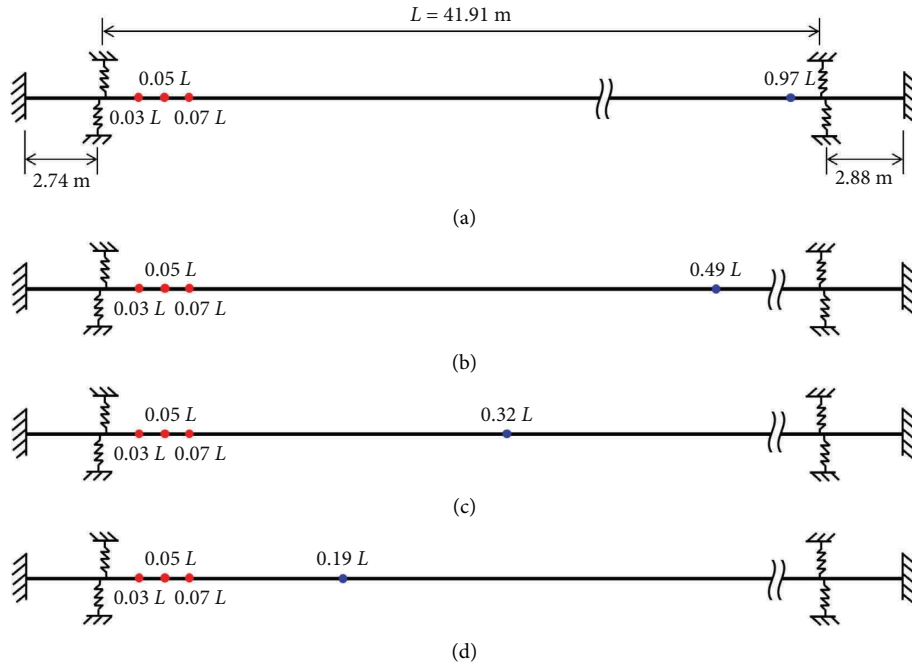 L = 41.91 m
0.05 L
0.97 L
0.03 L 0.07 L
2.74 m
2.88 m
(a)
0.05 L
0.49 L
0.03 L 0.07 L
(b)
0.05 L
0.32 L
0.03 L 0.07 L
(c)
0.05 L
0.19 L
0.03 L 0.07 L
(d)